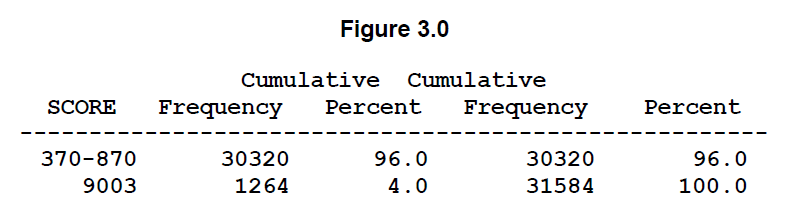 Figure 3.0
Cumulative Cumulative
SCORE Frequency Percent Frequency Percent
------------------------------------------------------
370-870 30320 96.0 30320 96.0
9003 1264 4.0 31584 100.0